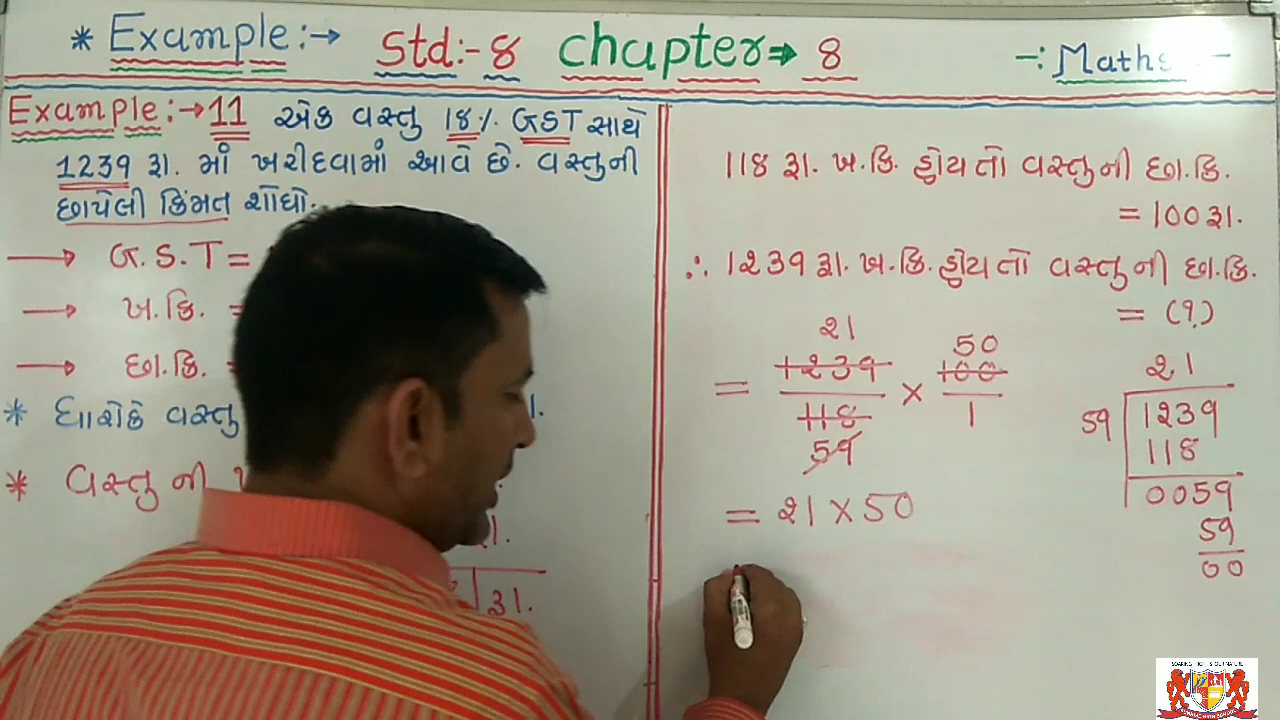 * Example:→ Std:- 8 Chapter⇒ 8 -: Maths
Example:→ 11 એક વસ્તુ 18% GST સાથે
1239 રૂા. માં ખરીદવામાં આવે છે. વસ્તુની
છાપેલી કિંમત શોધો.
→ G.S.T =
→ ખ.કિં. =
→ છા.કિં.
* ધારોકે વસ્તુ
* વસ્તુ ની
રૂા.
118 રૂા. ખ.કિં. હોય તો વસ્તુની છા.કિં.
= 100 રૂા.
∴ 1239 રૂા. ખ.કિં. હોય તો વસ્તુ ની છા.કિં.
= (?)
21 50
= 1239 × 100
118 1
59
= 21 × 50
21
59 1239
118
0059
59
00